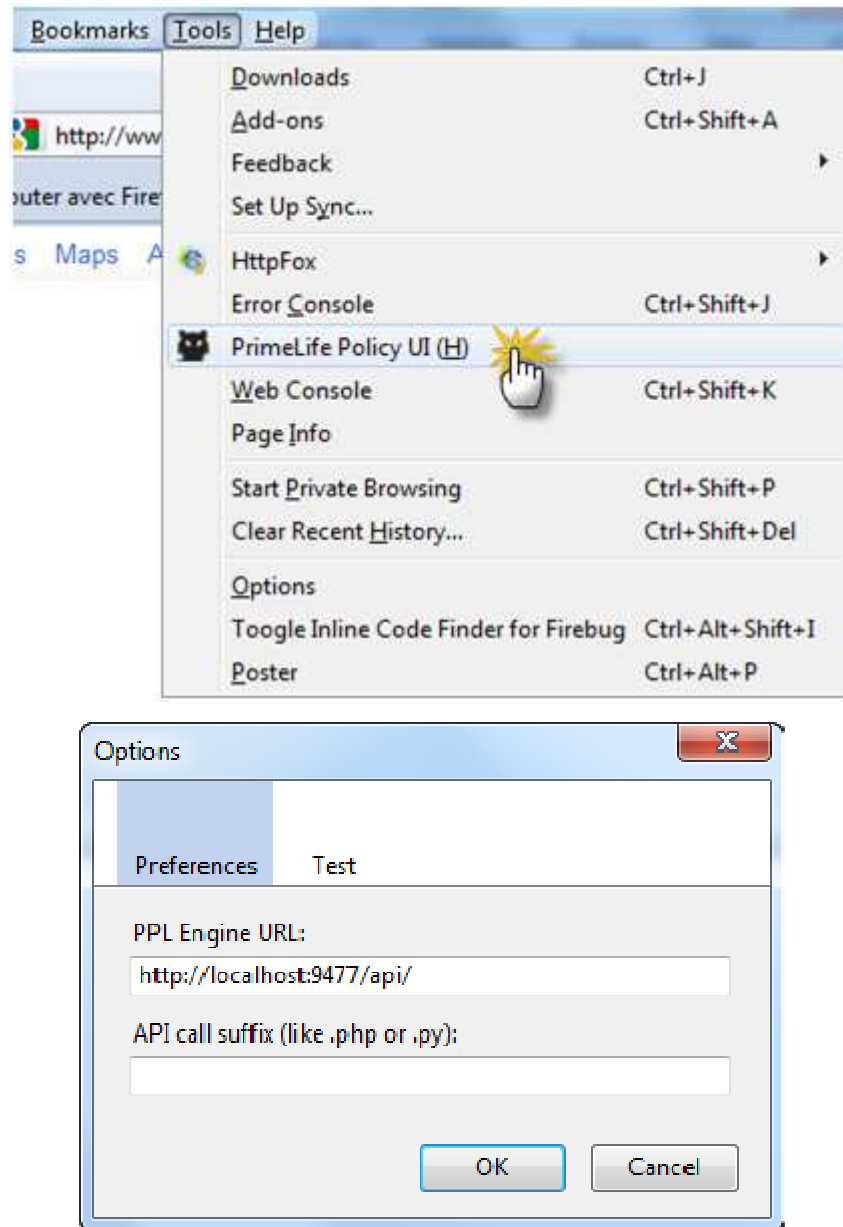 Bookmarks Tools Help
Downloads Ctrl+J
http://ww Add-ons Ctrl+Shift+A
Feedback
outer avec Fire Set Up Sync...
s Maps A HttpFox
Error Console Ctrl+Shift+J
PrimeLife Policy UI (H)
Web Console Ctrl+Shift+K
Page Info
Start Private Browsing Ctrl+Shift+P
Clear Recent History... Ctrl+Shift+Del
Options
Toogle Inline Code Finder for Firebug Ctrl+Alt+Shift+I
Poster Ctrl+Alt+P
Options
Preferences Test
PPL Engine URL:
http://localhost:9477/api/
API call suffix (like .php or .py):
OK Cancel